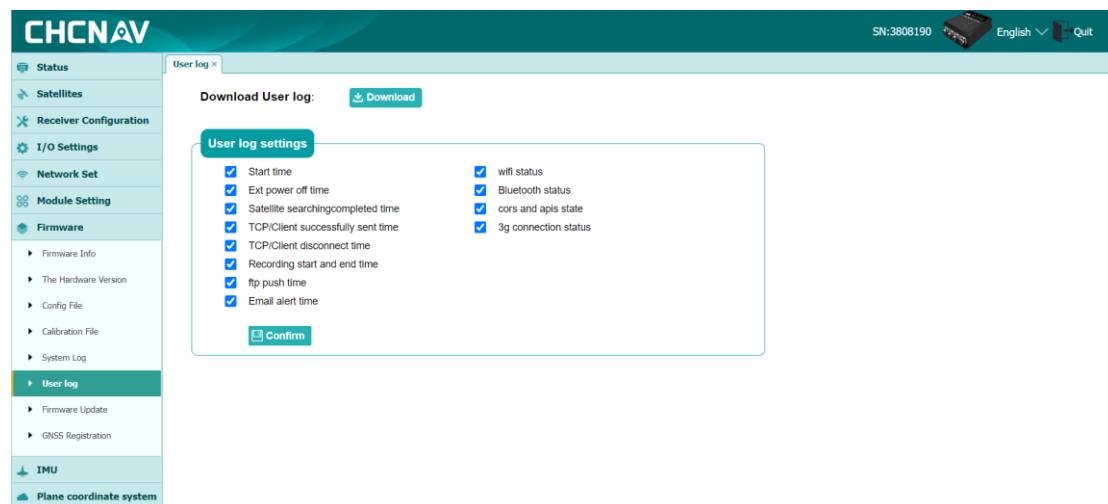 CHCNAV
SN:3808190
English
Quit
Status
Satellites
Receiver Configuration
I/O Settings
Network Set
Module Setting
Firmware
Firmware Info
The Hardware Version
Config File
Calibration File
System Log
User log
Firmware Update
GNSS Registration
IMU
Plane coordinate system
User log ×
Download User log:
Download
User log settings
Start time
Ext power off time
Satellite searchingcompleted time
TCP/Client successfully sent time
TCP/Client disconnect time
Recording start and end time
ftp push time
Email alert time
wifi status
Bluetooth status
cors and apis state
3g connection status
Confirm